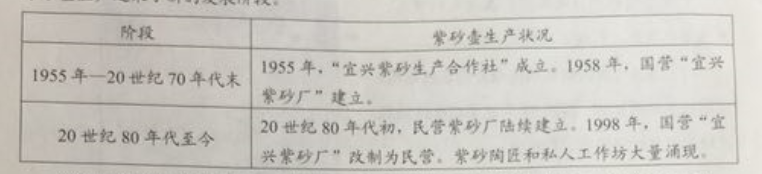 阶段
紫砂壶生产状况
1955年—20世纪70年代末
1955年，“宜兴紫砂生产合作社”成立。1958年，国营“宜兴
紫砂厂”建立。
20世纪80年代至今
20世纪80年代初，民营紫砂厂陆续建立。1998年，国营“宜
兴紫砂厂”改制为民营。紫砂陶匠和私人工作坊大量涌现。